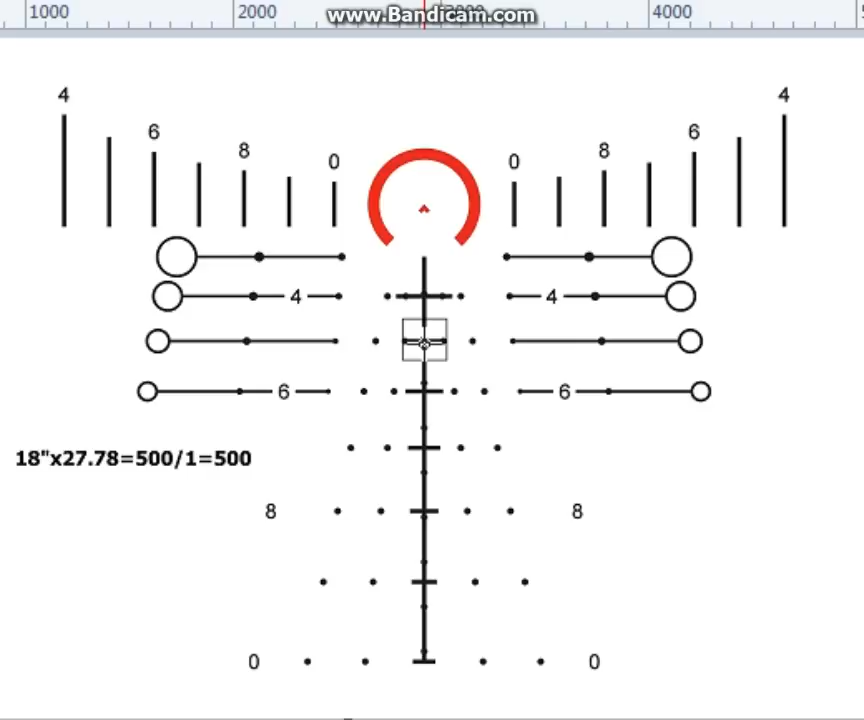 1000 2000 4000
www.Bandicam.com
4 4
6 6
8 8
0 0
4 4
6 6
18"x27.78=500/1=500
8 8
0 0